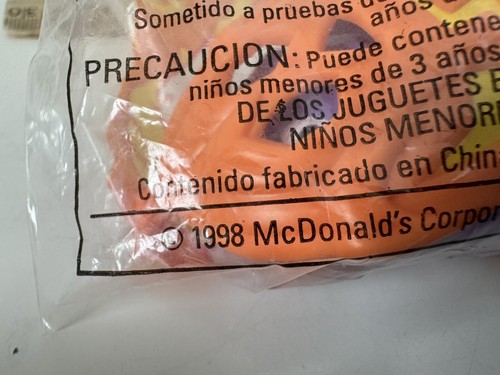 Sometido a pruebas de
años
PRECAUCION: Puede contene
niños menores de 3 años
DE LOS JUGUETES E
NIÑOS MENOR
Contenido fabricado en Chin
© 1998 McDonald's Corpor